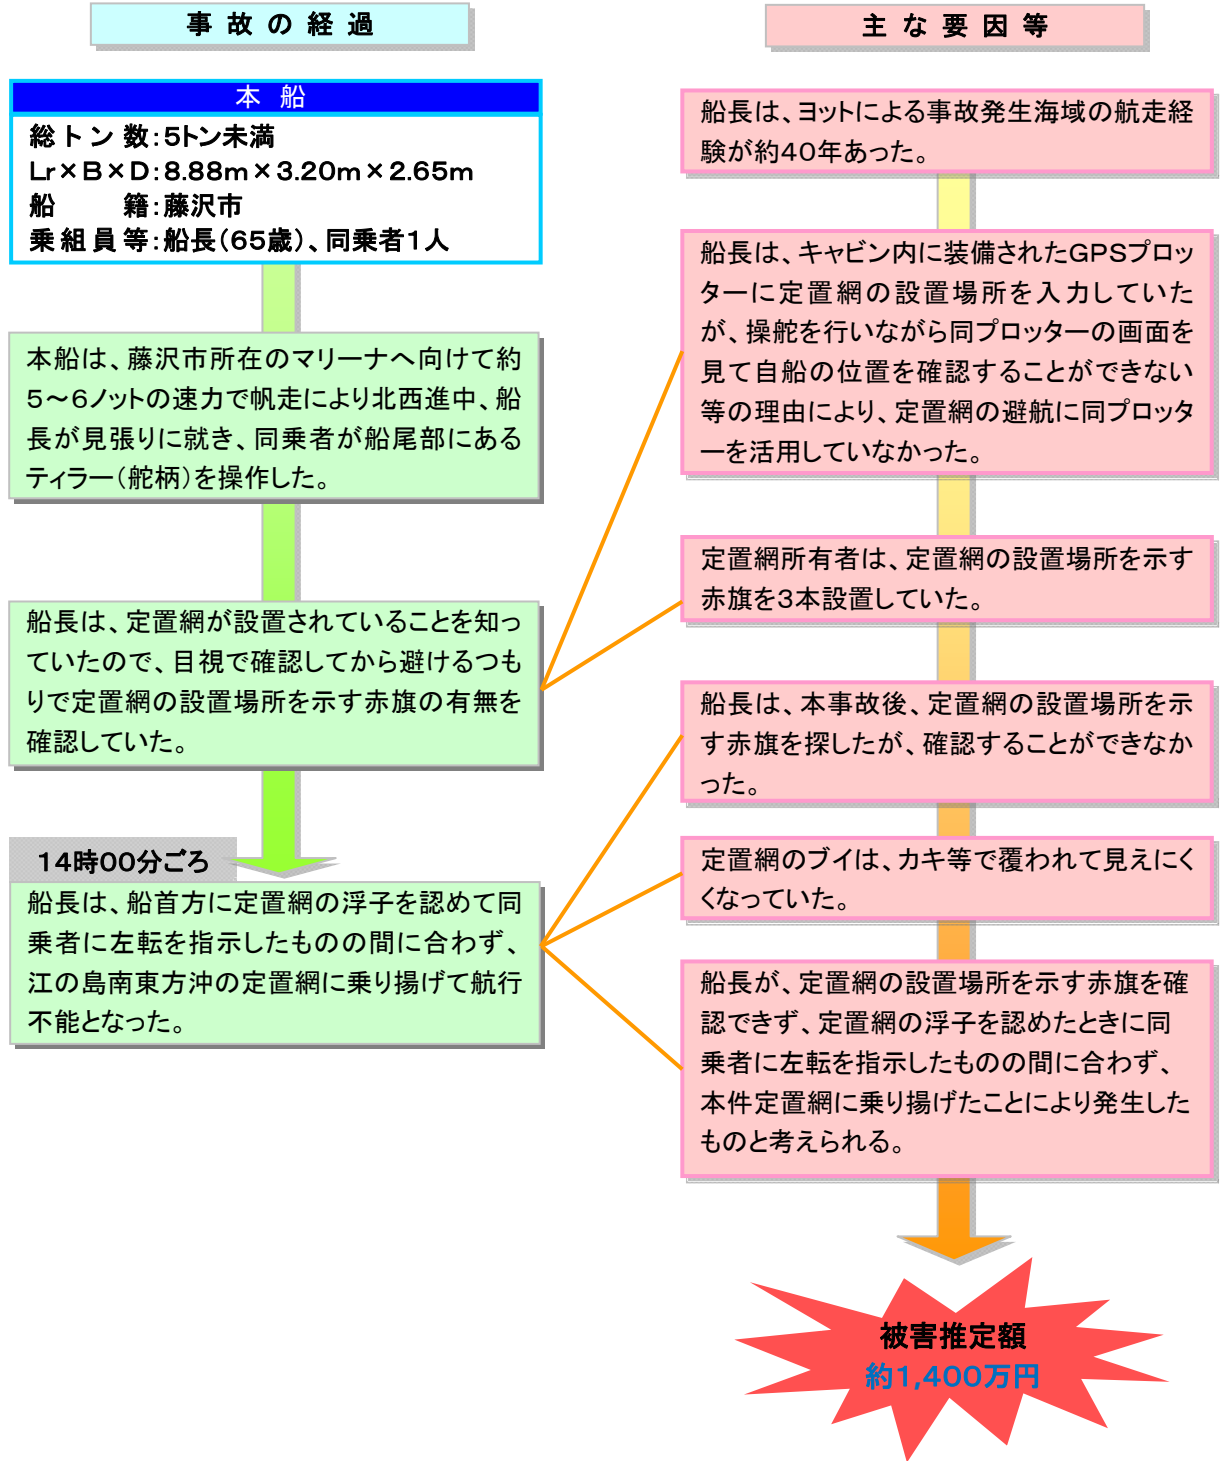 事故の経過
本船
総トン数：5トン未満
Lr×B×D：8.88m×3.20m×2.65m
船籍：藤沢市
乗組員等：船長（65歳）、同乗者1人
本船は、藤沢市所在のマリーナへ向けて約
5～6ノットの速力で帆走により北西進中、船
長が見張りに就き、同乗者が船尾部にある
ティラー（舵柄）を操作した。
船長は、定置網が設置されていることを知っ
ていたので、目視で確認してから避けるつも
りで定置網の設置場所を示す赤旗の有無を
確認していた。
14時00分ごろ
船長は、船首方に定置網の浮子を認めて同
乗者に左転を指示したものの間に合わず、
江の島南東方沖の定置網に乗り揚げて航行
不能となった。
主な要因等
船長は、ヨットによる事故発生海域の航走経
験が約40年あった。
船長は、キャビン内に装備されたGPSプロッ
ターに定置網の設置場所を入力していた
が、操舵を行いながら同プロッターの画面を
見て自船の位置を確認することができない
等の理由により、定置網の避航に同プロッタ
ーを活用していなかった。
定置網所有者は、定置網の設置場所を示す
赤旗を3本設置していた。
船長は、本事故後、定置網の設置場所を示
す赤旗を探したが、確認することができなか
った。
定置網のブイは、カキ等で覆われて見えにく
くなっていた。
船長が、定置網の設置場所を示す赤旗を確
認できず、定置網の浮子を認めたときに同
乗者に左転を指示したものの間に合わず、
本件定置網に乗り揚げたことにより発生した
ものと考えられる。
被害推定額
約1,400万円